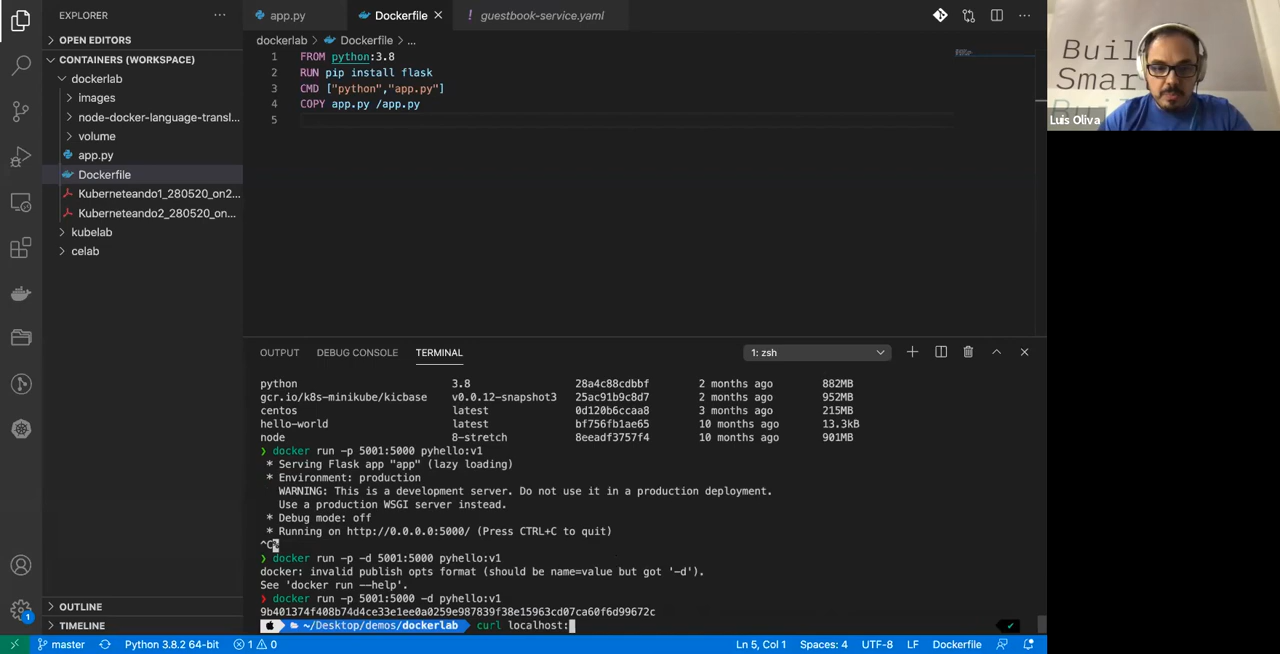 EXPLORER
OPEN EDITORS
CONTAINERS (WORKSPACE)
dockerlab
images
node-docker-language-transl...
volume
app.py
Dockerfile
Kuberneteando1_280520_on2...
Kuberneteando2_280520_on...
kubelab
celab
OUTLINE
TIMELINE
app.py
Dockerfile
! guestbook-service.yaml
dockerlab > Dockerfile > ...
1 FROM python:3.8
2 RUN pip install flask
3 CMD ["python","app.py"]
4 COPY app.py /app.py
5
OUTPUT DEBUG CONSOLE TERMINAL 1: zsh
python 3.8 28a4c88cdbbf 2 months ago 882MB
gcr.io/k8s-minikube/kicbase v0.0.12-snapshot3 25ac91b9c8d7 2 months ago 952MB
centos latest 0d120b6ccaa8 3 months ago 215MB
hello-world latest bf756fb1ae65 10 months ago 13.3kB
node 8-stretch 8eeadf3757f4 10 months ago 901MB
❯ docker run -p 5001:5000 pyhello:v1
* Serving Flask app "app" (lazy loading)
* Environment: production
WARNING: This is a development server. Do not use it in a production deployment.
Use a production WSGI server instead.
* Debug mode: off
* Running on http://0.0.0.0:5000/ (Press CTRL+C to quit)
^C%
❯ docker run -p -d 5001:5000 pyhello:v1
docker: invalid publish opts format (should be name=value but got '-d').
See 'docker run --help'.
❯ docker run -p 5001:5000 -d pyhello:v1
9b401374f408b74d4ce33e1ee0a0259e987839f38e15963cd07ca60f6d99672c
~/Desktop/demos/dockerlab curl localhost:
master Python 3.8.2 64-bit 1 0 Ln 5, Col 1 Spaces: 4 UTF-8 LF Dockerfile
1
Buil
Smar
Buil
Luis Oliva